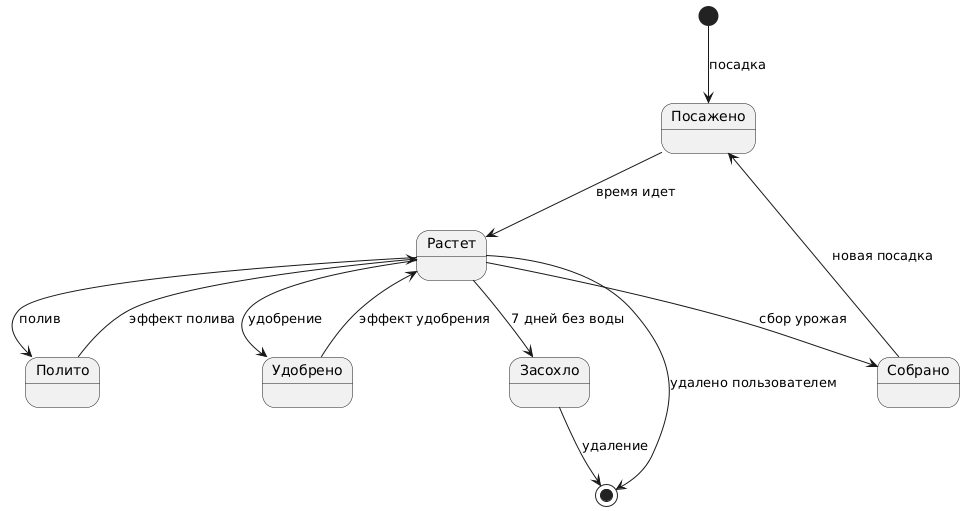 посадка
Посажено
время идет
Растет
новая посадка
полив
эффект полива
удобрение
эффект удобрения
7 дней без воды
сбор урожая
Полито
Удобрено
Засохло
Собрано
удалено пользователем
удаление